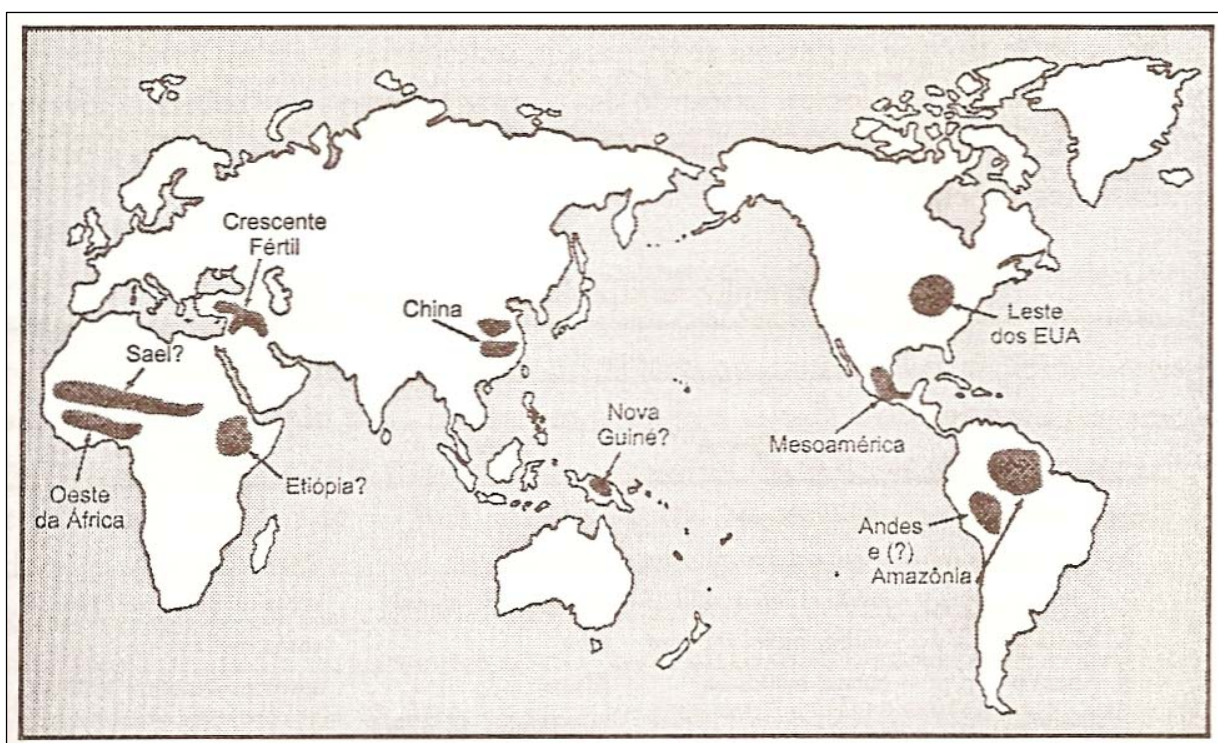 Crescente
Fértil
China
Leste
dos EUA
Sael?
Nova
Guiné?
Mesoamérica
Etiópia?
Oeste
da África
Andes
e (?)
Amazônia